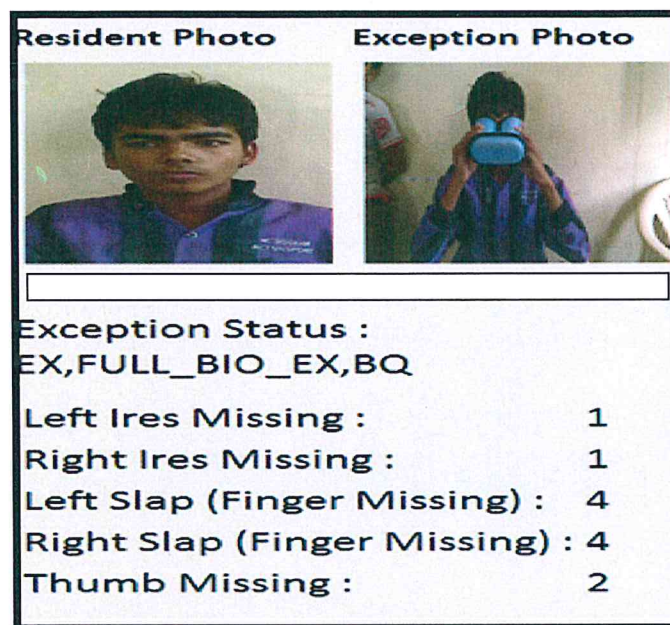 Resident Photo Exception Photo
Exception Status :
EX,FULL_BIO_EX,BQ
Left Ires Missing : 1
Right Ires Missing : 1
Left Slap (Finger Missing) : 4
Right Slap (Finger Missing) : 4
Thumb Missing : 2